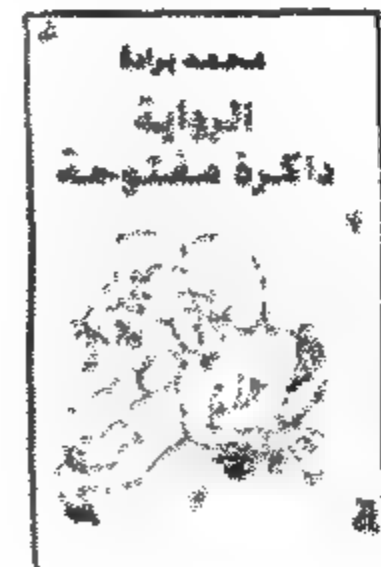 محمد برادة
الرواية
ذاكرة مفتوحة